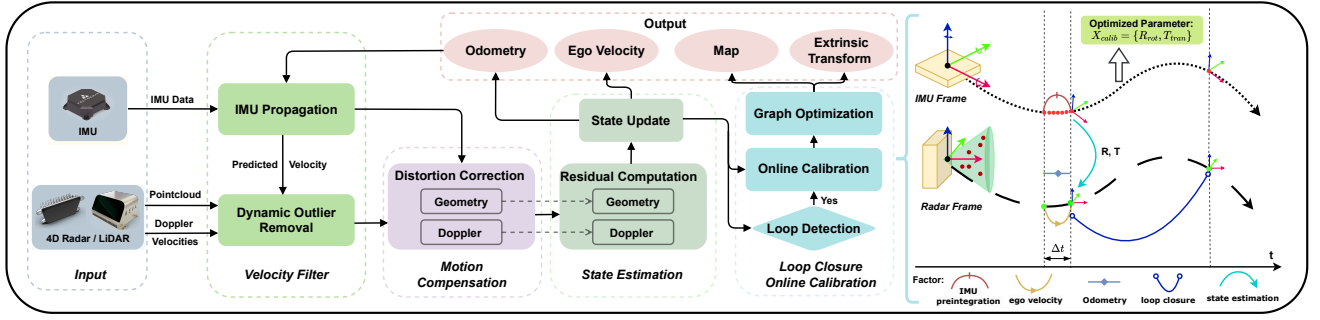 Output
Odometry
Ego Velocity
Map
Extrinsic
Transform
IMU
IMU Data
4D Radar / LiDAR
Pointcloud
Doppler
Velocities
Input
IMU Propagation
Predicted Velocity
Dynamic Outlier
Removal
Velocity Filter
Distortion Correction
Geometry
Doppler
Motion
Compensation
State Update
Residual Computation
Geometry
Doppler
State Estimation
Graph Optimization
Online Calibration
Yes
Loop Detection
Loop Closure
Online Calibration
Optimized Parameter:
X_calib = {R_rot, T_tran}
IMU Frame
Radar Frame
R, T
Δt
t
Factor:
IMU
preintegration
ego velocity
Odometry
loop closure
state estimation